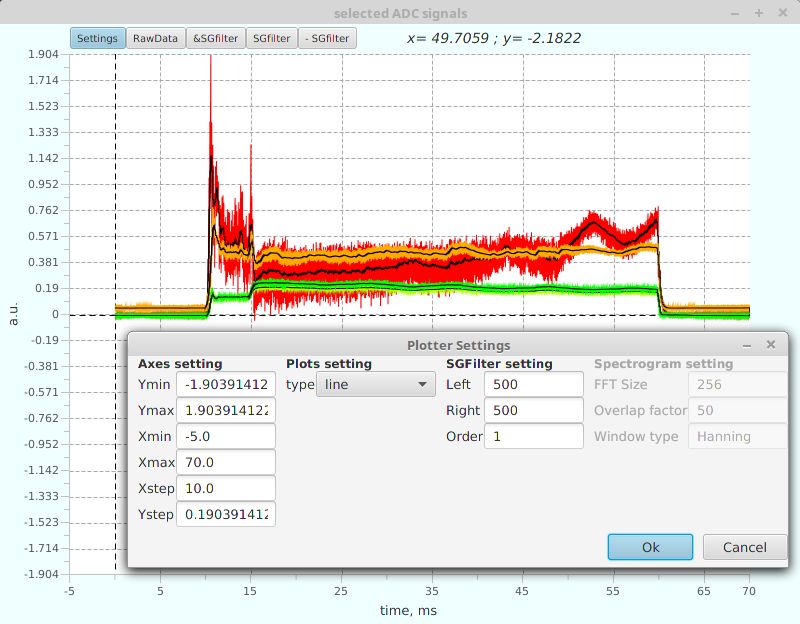 selected ADC signals
Settings RawData &SGfilter SGfilter - SGfilter x= 49.7059 ; y= -2.1822
1.904
1.714
1.523
1.333
1.142
0.952
0.762
0.571
0.381
0.19
0
-0.19
-0.381
-0.571
-0.762
-0.952
-1.142
-1.333
-1.523
-1.714
-1.904
a.u.
-5 5 15 25 35 45 55 65 70
time, ms
Plotter Settings
Axes setting Plots setting SGFilter setting Spectrogram setting
Ymin -1.903914122 type line Left 500 FFT Size 256
Ymax 1.903914122 Right 500 Overlap factor 50
Xmin -5.0 Order 1 Window type Hanning
Xmax 70.0
Xstep 10.0
Ystep 0.190391412
Ok Cancel